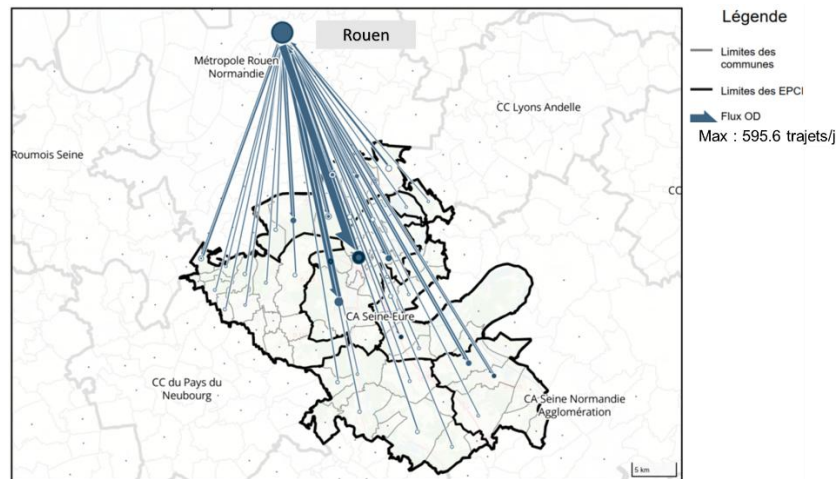 Rouen
Métropole Rouen
Normandie
CC Lyons Andelle
Roumois Seine
CC
CA Seine-Eure
CC du Pays du
Neubourg
CA Seine Normandie
Agglomération
5 km
Légende
Limites des
communes
Limites des EPCI
Flux OD
Max : 595.6 trajets/j